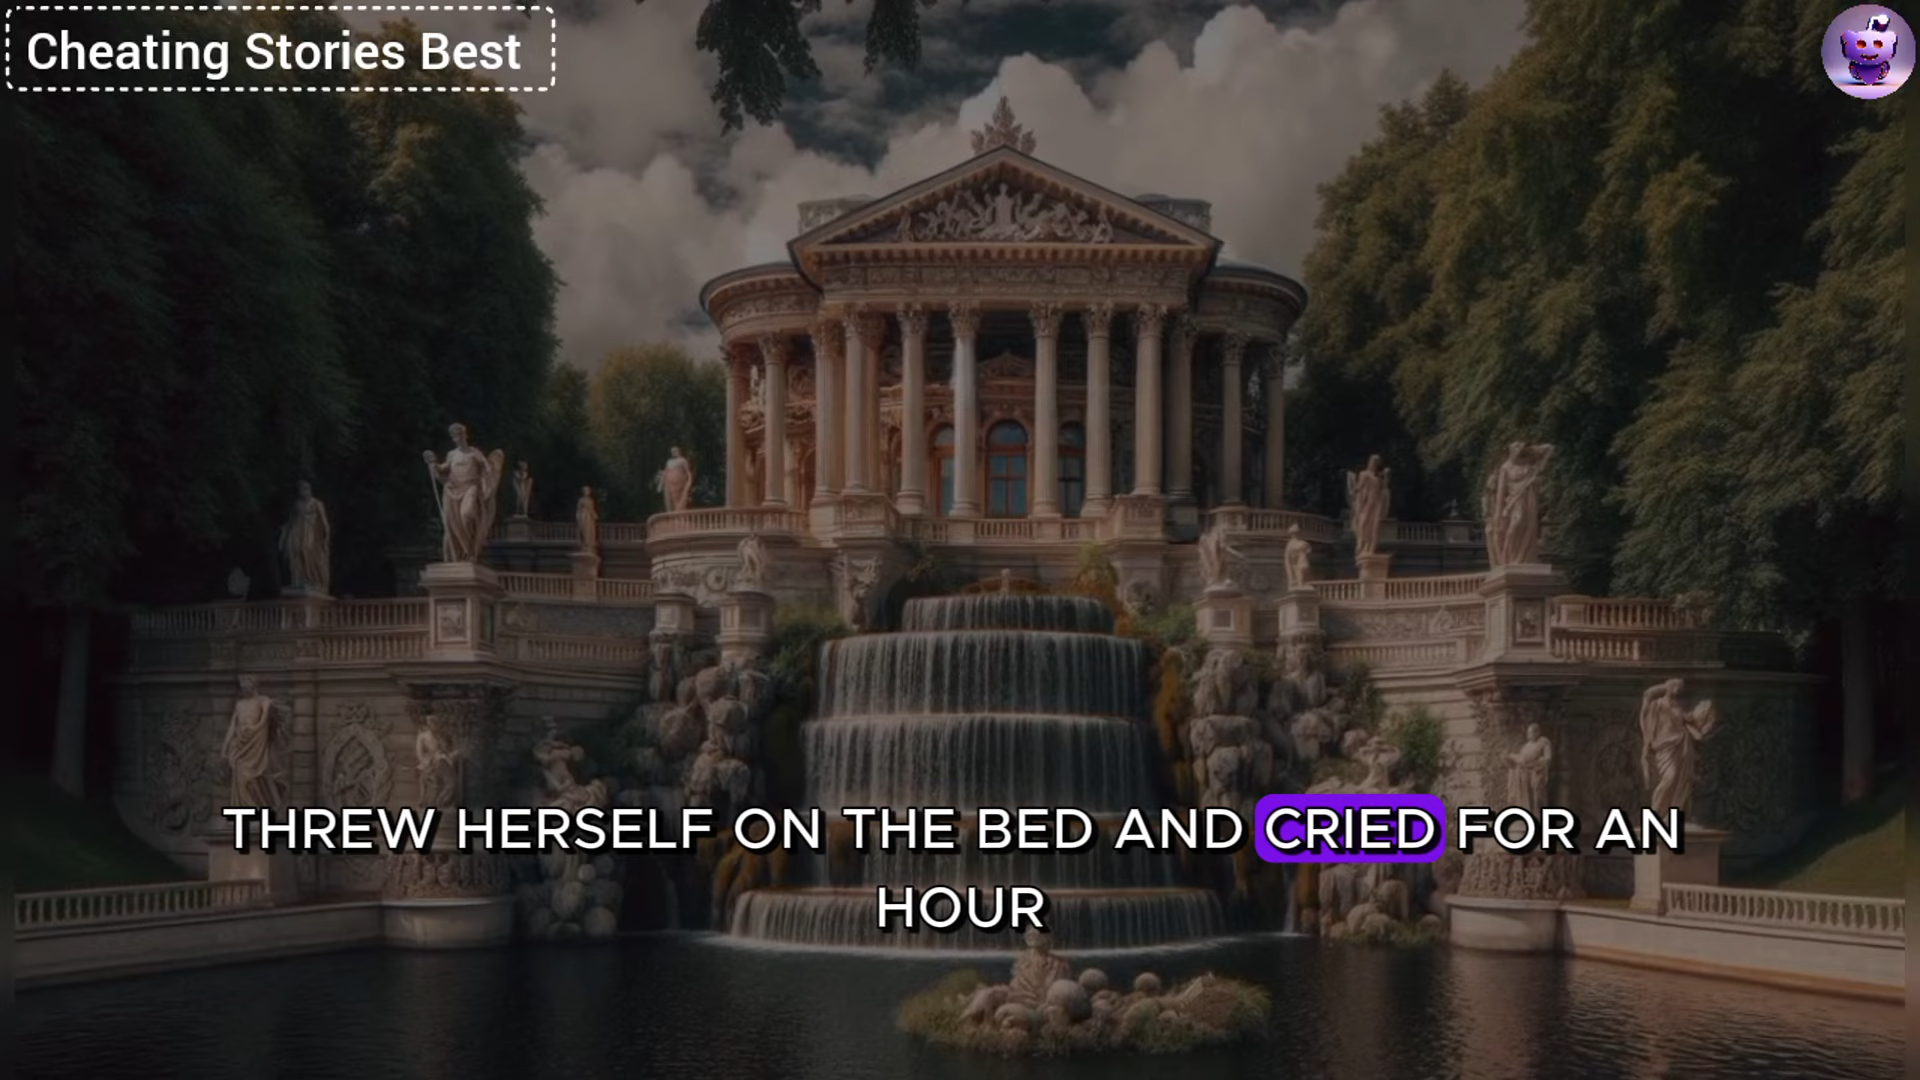 Cheating Stories Best
THREW HERSELF ON THE BED AND CRIED FOR AN
HOUR